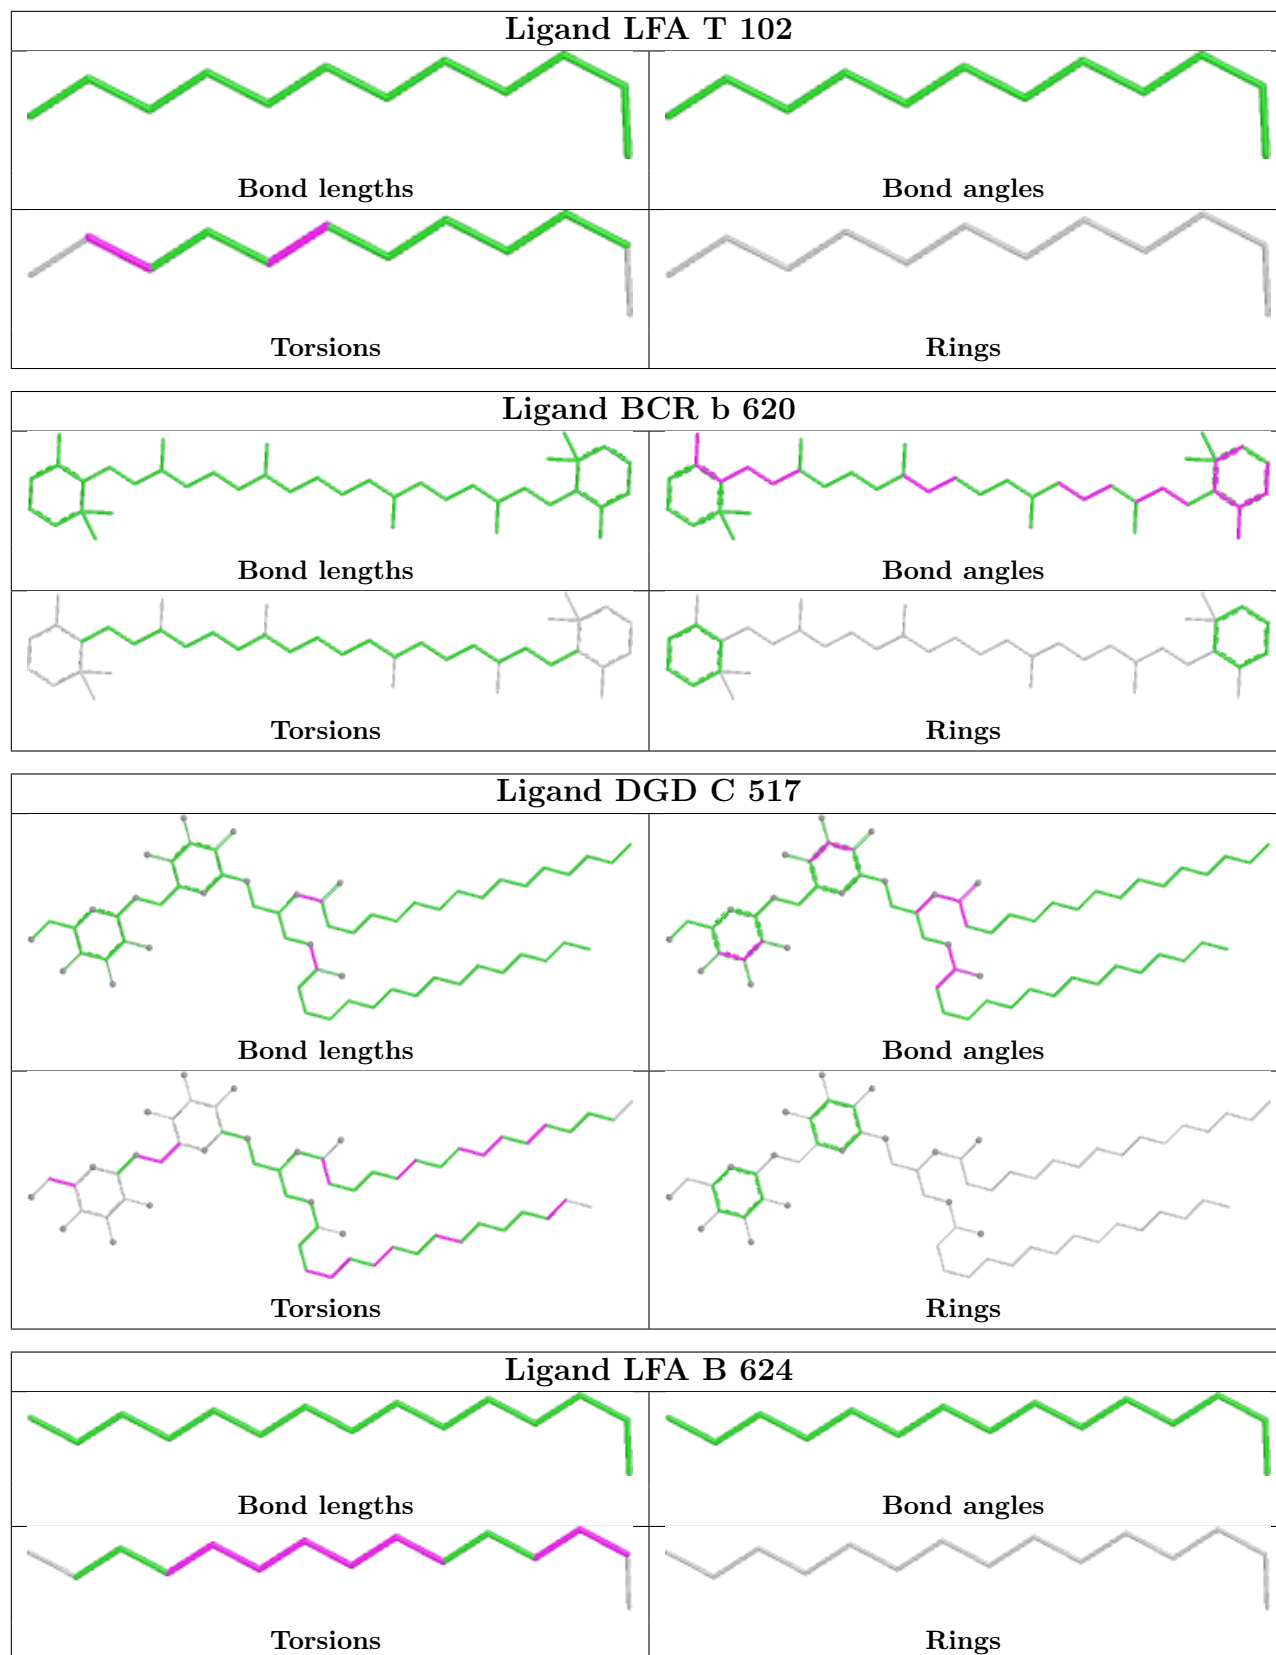 Ligand LFA T 102
Bond lengths
Bond angles
Torsions
Rings
Ligand BCR b 620
Bond lengths
Bond angles
Torsions
Rings
Ligand DGD C 517
Bond lengths
Bond angles
Torsions
Rings
Ligand LFA B 624
Bond lengths
Bond angles
Torsions
Rings